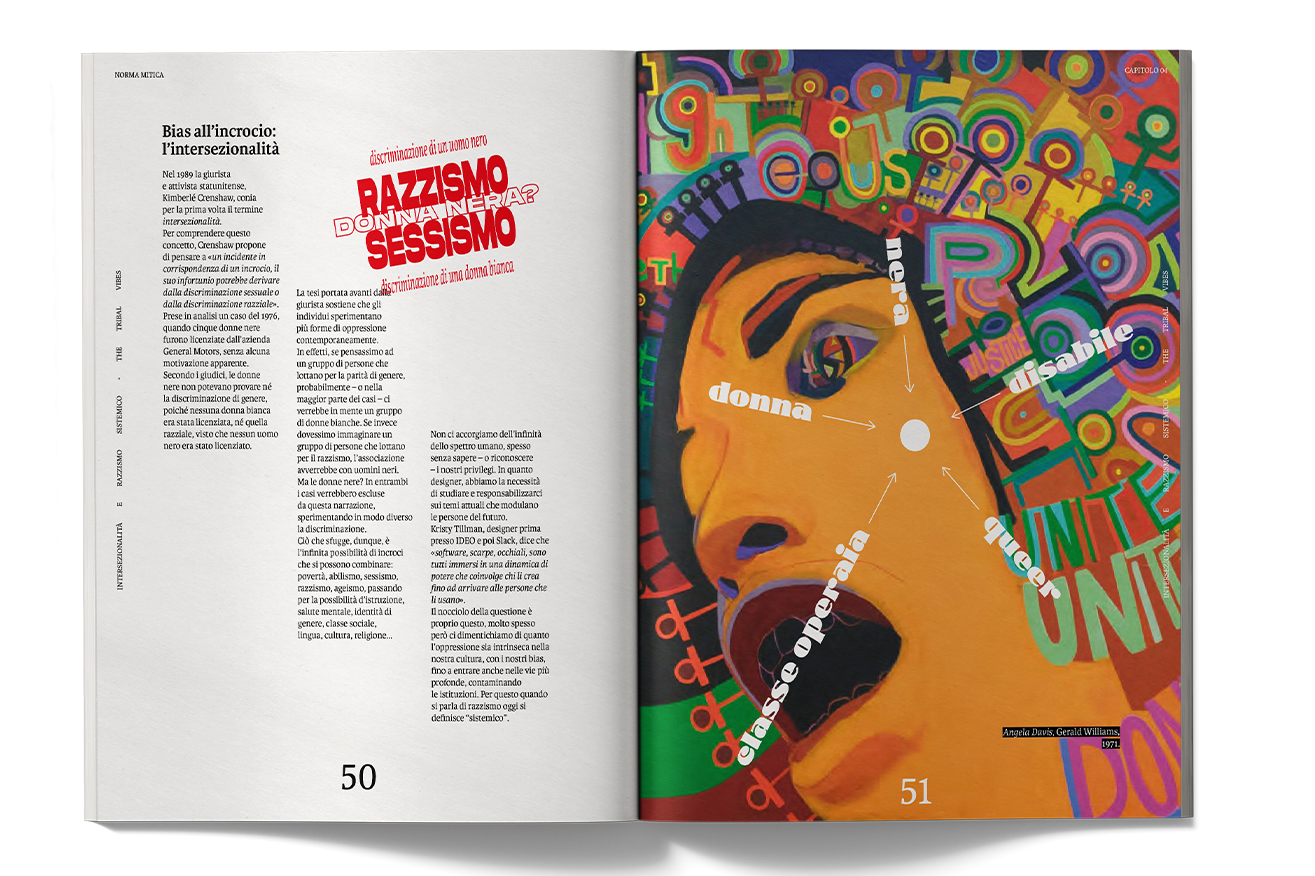 NORMA MITICA
Bias all’incrocio:
l’intersezionalità
Nel 1989 la giurista
e attivista statunitense,
Kimberlé Crenshaw, conia
per la prima volta il termine
intersezionalità.
Per comprendere questo
concetto, Crenshaw propone
di pensare a «un incidente in
corrispondenza di un incrocio, il
suo infortunio potrebbe derivare
dalla discriminazione sessuale o
dalla discriminazione razziale».
Prese in analisi un caso del 1976,
quando cinque donne nere
furono licenziate dall’azienda
General Motors, senza alcuna
motivazione apparente.
Secondo i giudici, le donne
nere non potevano provare né
la discriminazione di genere,
poiché nessuna donna bianca
era stata licenziata, né quella
razziale, visto che nessun uomo
nero era stato licenziato.
discriminazione di un uomo nero
RAZZISMO
DONNA NERA?
SESSISMO
discriminazione di una donna bianca
La tesi portata avanti dalla
giurista sostiene che gli
individui sperimentano
più forme di oppressione
contemporaneamente.
In effetti, se pensassimo ad
un gruppo di persone che
lottano per la parità di genere,
probabilmente – o nella
maggior parte dei casi – ci
verrebbe in mente un gruppo
di donne bianche. Se invece
dovessimo immaginare un
gruppo di persone che lottano
per il razzismo, l’associazione
avverrebbe con uomini neri.
Ma le donne nere? In entrambi
i casi verrebbero escluse
da questa narrazione,
sperimentando in modo diverso
la discriminazione.
Ciò che sfugge, dunque, è
l’infinita possibilità di incroci
che si possono combinare:
povertà, abilismo, sessismo,
razzismo, ageismo, passando
per la possibilità d’istruzione,
salute mentale, identità di
genere, classe sociale,
lingua, cultura, religione...
Non ci accorgiamo dell’infinità
dello spettro umano, spesso
senza sapere – o riconoscere
– i nostri privilegi. In quanto
designer, abbiamo la necessità
di studiare e responsabilizzarci
sui temi attuali che modulano
le persone del futuro.
Kristy Tillman, designer prima
presso IDEO e poi Slack, dice che
«software, scarpe, occhiali, sono
tutti immersi in una dinamica di
potere che coinvolge chi li crea
fino ad arrivare alle persone che
li usano».
Il nocciolo della questione è
proprio questo, molto spesso
però ci dimentichiamo di quanto
l’oppressione sia intrinseca nella
nostra cultura, con i nostri bias,
fino a entrare anche nelle vie più
profonde, contaminando
le istituzioni. Per questo quando
si parla di razzismo oggi si
definisce “sistemico”.
INTERSEZIONALITÀ E RAZZISMO SISTEMICO - THE TRIBAL VIBES
50
CAPITOLO 04
nera
disabile
donna
queer
classe operaia
UNITE
UNIT
DON
INTERSEZIONALITÀ E RAZZISMO SISTEMICO - THE TRIBAL VIBES
Angela Davis, Gerald Williams,
1971.
51